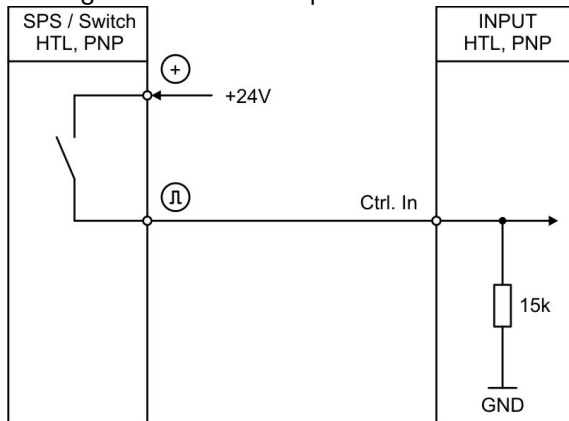 SPS / Switch
HTL, PNP
INPUT
HTL, PNP
+
+24V
Ctrl. In
15k
GND